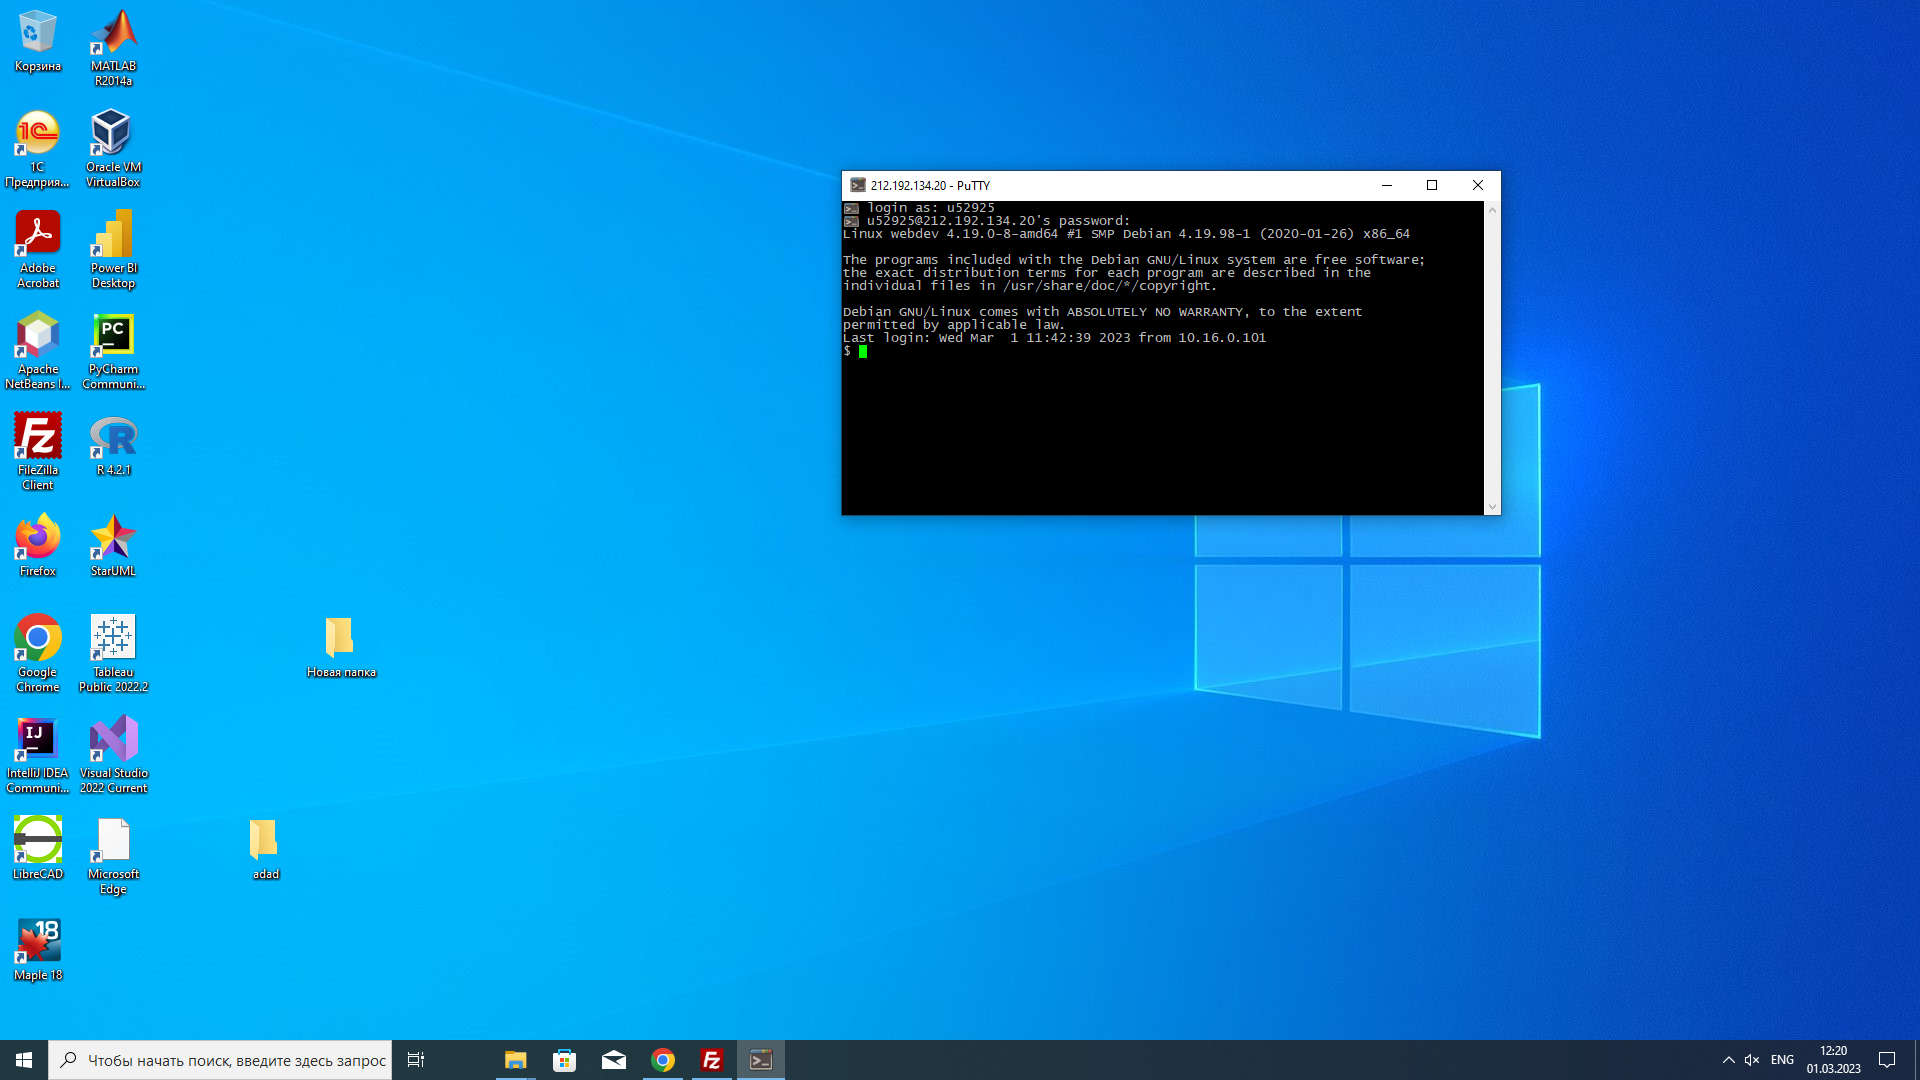 Корзина
MATLAB
R2014a
1C
Предприя...
Oracle VM
VirtualBox
Adobe
Acrobat
Power BI
Desktop
PC
Apache
NetBeans I...
PyCharm
Communi...
FileZilla
Client
R 4.2.1
Firefox
StarUML
Google
Chrome
Tableau
Public 2022.2
Новая папка
IJ
IntelliJ IDEA
Communi...
Visual Studio
2022 Current
LibreCAD
Microsoft
Edge
adad
18
Maple 18
212.192.134.20 - PuTTY
login as: u52925
u52925@212.192.134.20's password:
Linux webdev 4.19.0-8-amd64 #1 SMP Debian 4.19.98-1 (2020-01-26) x86_64
The programs included with the Debian GNU/Linux system are free software;
the exact distribution terms for each program are described in the
individual files in /usr/share/doc/*/copyright.
Debian GNU/Linux comes with ABSOLUTELY NO WARRANTY, to the extent
permitted by applicable law.
Last login: Wed Mar  1 11:42:39 2023 from 10.16.0.101
$
Чтобы начать поиск, введите здесь запрос
ENG
12:20
01.03.2023